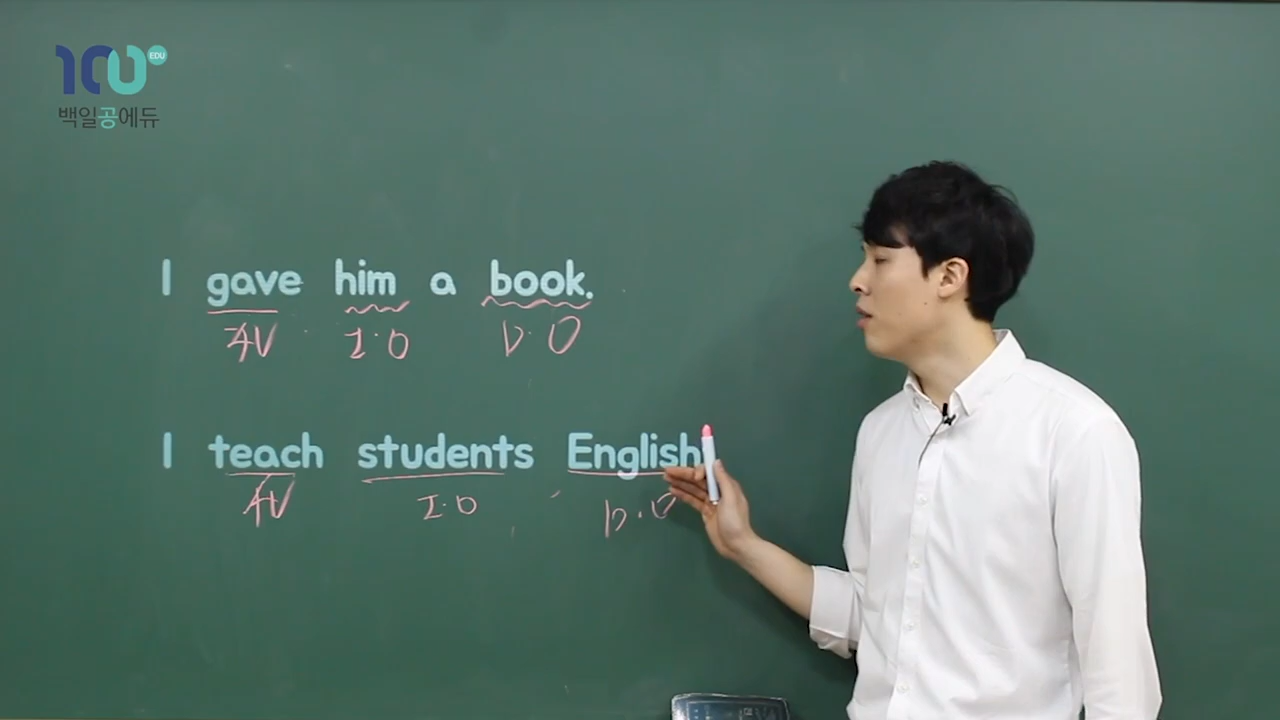 100 EDU
백일공에듀
I gave him a book.
4V I·O D·O
I teach students English
4V I·O D·O